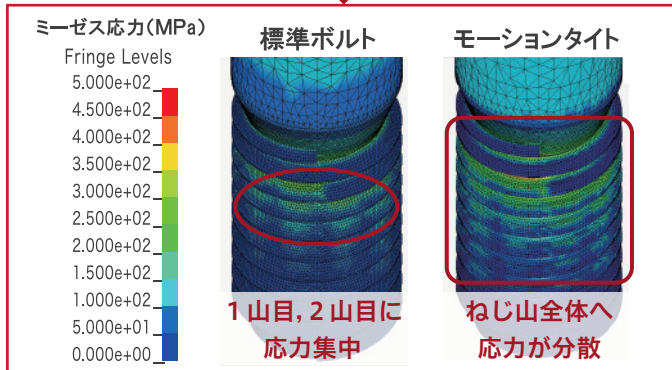 ミーゼス応力(MPa)
Fringe Levels
5.000e+02
4.500e+02
4.000e+02
3.500e+02
3.000e+02
2.500e+02
2.000e+02
1.500e+02
1.000e+02
5.000e+01
0.000e+00
標準ボルト
1山目,2山目に
応力集中
モーションタイト
ねじ山全体へ
応力が分散